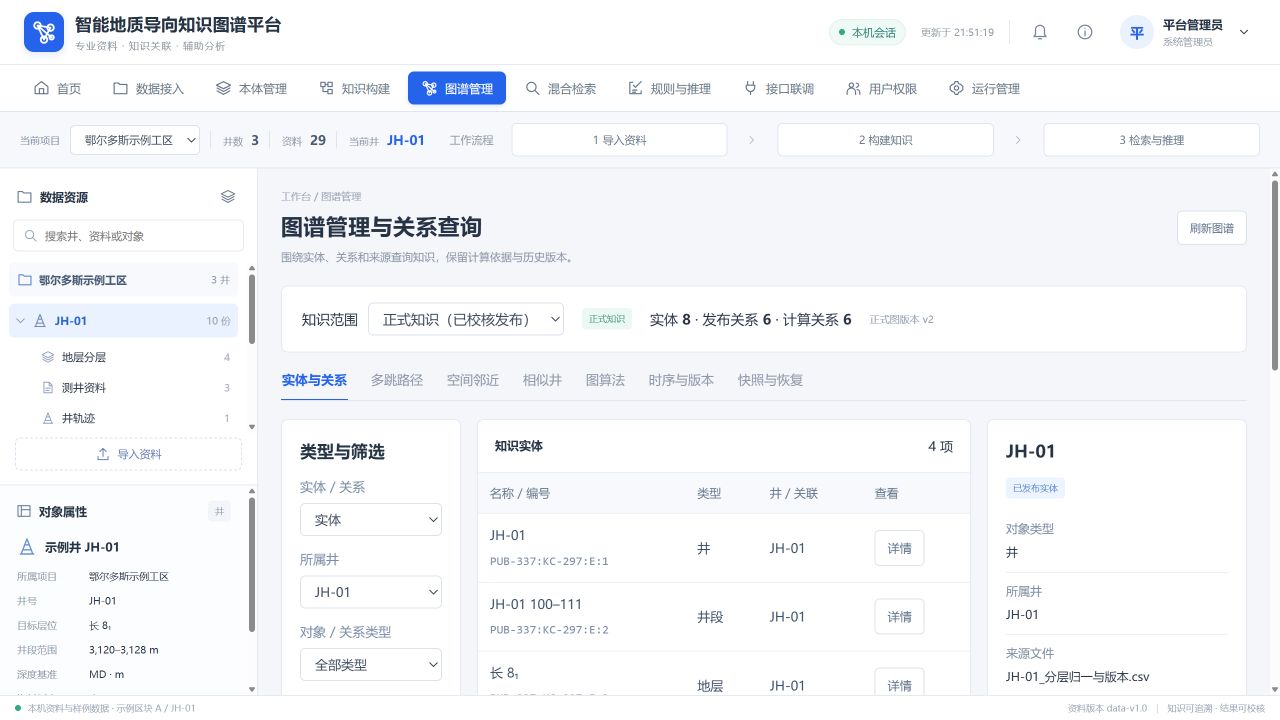 智能地质导向知识图谱平台
专业资料 · 知识关联 · 辅助分析
本机会话
更新于 21:51:19
平
平台管理员
系统管理员
首页
数据接入
本体管理
知识构建
图谱管理
混合检索
规则与推理
接口联调
用户权限
运行管理
当前项目
鄂尔多斯示例工区
井数 3
资料 29
当前井 JH-01
工作流程
1 导入资料
2 构建知识
3 检索与推理
数据资源
搜索井、资料或对象
鄂尔多斯示例工区 3 井
JH-01 10 份
地层分层 4
测井资料 3
井轨迹 1
导入资料
对象属性 井
示例井 JH-01
所属项目 鄂尔多斯示例工区
井号 JH-01
目标层位 长 8₁
井段范围 3,120–3,128 m
深度基准 MD · m
工作台 / 图谱管理
图谱管理与关系查询
围绕实体、关系和来源查询知识，保留计算依据与历史版本。
刷新图谱
知识范围
正式知识（已校核发布）
正式知识
实体 8 · 发布关系 6 · 计算关系 6
正式图版本 v2
实体与关系
多跳路径
空间邻近
相似井
图算法
时序与版本
快照与恢复
类型与筛选
实体 / 关系
实体
所属井
JH-01
对象 / 关系类型
全部类型
知识实体 4 项
名称 / 编号 类型 井 / 关联 查看
JH-01
PUB-337:KC-297:E:1
井 JH-01 详情
JH-01 100–111
PUB-337:KC-297:E:2
井段 JH-01 详情
长 8₁
地层 JH-01 详情
JH-01
已发布实体
对象类型
井
所属井
JH-01
来源文件
JH-01_分层归一与版本.csv
本机资料与样例数据 · 示例区块 A / JH-01
资料版本 data-v1.0
知识可追溯 · 结果可校核